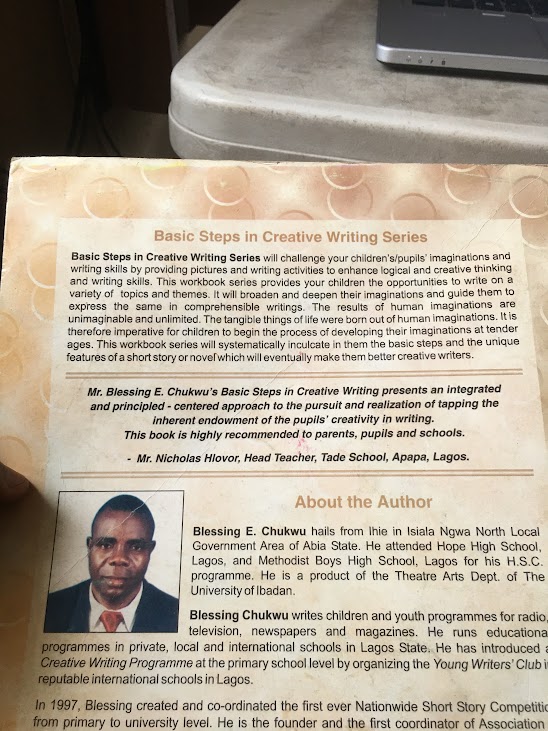 Basic Steps in Creative Writing Series
Basic Steps in Creative Writing Series will challenge your children's/pupils' imaginations and
writing skills by providing pictures and writing activities to enhance logical and creative thinking
and writing skills. This workbook series provides your children the opportunities to write on a
variety of topics and themes. It will broaden and deepen their imaginations and guide them to
express the same in comprehensible writings. The results of human imaginations are
unimaginable and unlimited. The tangible things of life were born out of human imaginations. It is
therefore imperative for children to begin the process of developing their imaginations at tender
ages. This workbook series will systematically inculcate in them the basic steps and the unique
features of a short story or novel which will eventually make them better creative writers.
Mr. Blessing E. Chukwu's Basic Steps in Creative Writing presents an integrated
and principled - centered approach to the pursuit and realization of tapping the
inherent endowment of the pupils' creativity in writing.
This book is highly recommended to parents, pupils and schools.
- Mr. Nicholas Hlovor, Head Teacher, Tade School, Apapa, Lagos.
About the Author
Blessing E. Chukwu hails from Ihie in Isiala Ngwa North Local
Government Area of Abia State. He attended Hope High School,
Lagos, and Methodist Boys High School, Lagos for his H.S.C.
programme. He is a product of the Theatre Arts Dept. of The
University of Ibadan.
Blessing Chukwu writes children and youth programmes for radio,
television, newspapers and magazines. He runs educationa
programmes in private, local and international schools in Lagos State. He has introduced a
Creative Writing Programme at the primary school level by organizing the Young Writers' Club i
reputable international schools in Lagos.
In 1997, Blessing created and co-ordinated the first ever Nationwide Short Story Competitio
from primary to university level. He is the founder and the first coordinator of Association